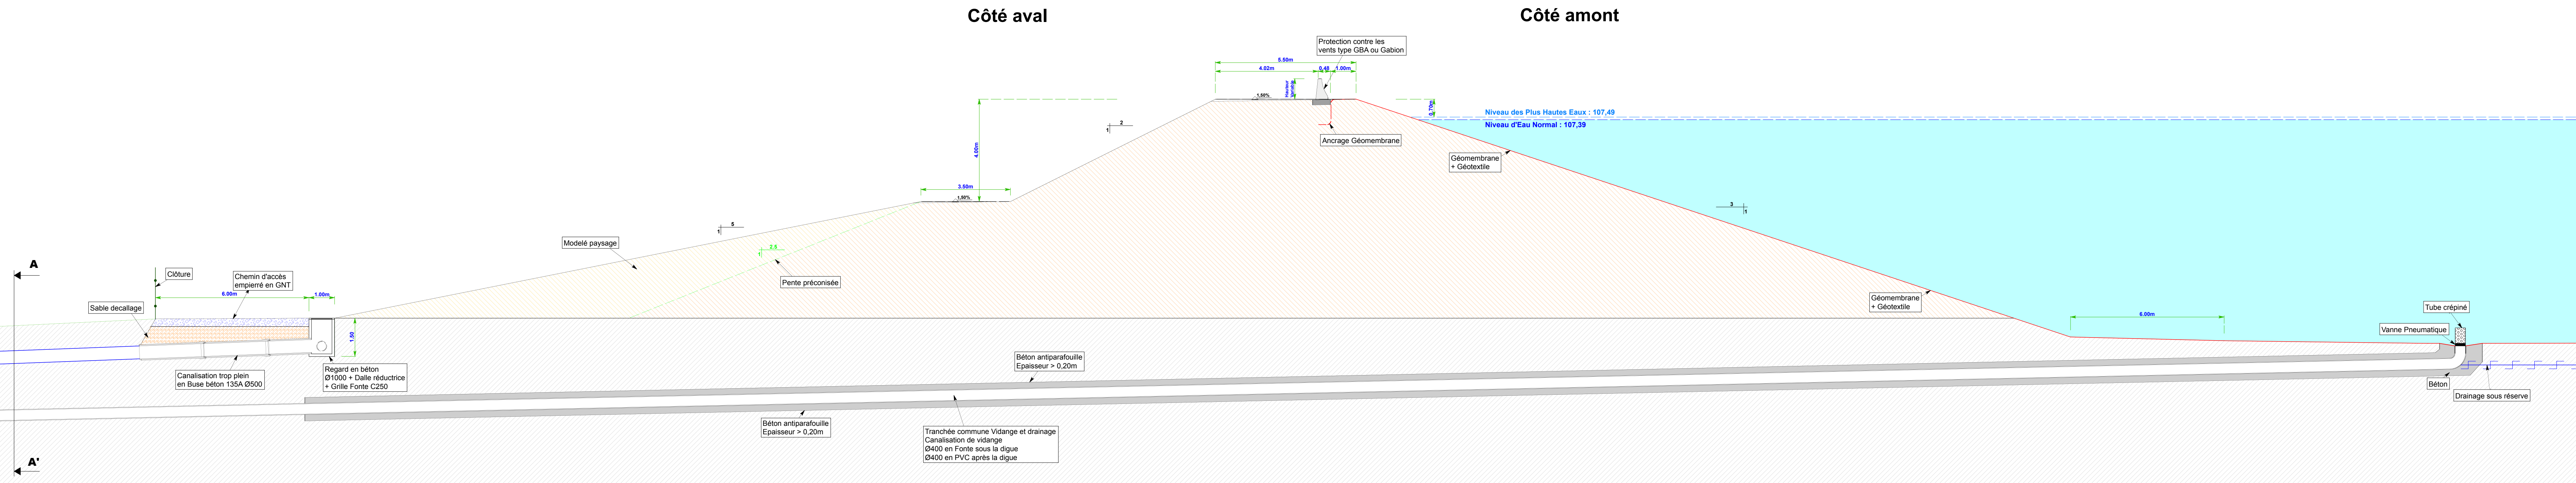 Côté aval
Côté amont
Protection contre les
vents type GBA ou Gabion
5.50m
4.02m
0.48
1.00m
Hauteur
1,50%
0.70m
Niveau des Plus Hautes Eaux : 107,49
Niveau d'Eau Normal : 107,39
Ancrage Géomembrane
2
1
4.00m
Géomembrane
+ Géotextile
3.50m
1,50%
3
1
5
1
Modelé paysage
2.5
1
Pente préconisée
A
Clôture
Chemin d'accès
empierré en GNT
6.00m
1.00m
Sable decallage
1.50
Géomembrane
+ Géotextile
6.00m
Tube crépiné
Vanne Pneumatique
Canalisation trop plein
en Buse béton 135A Ø500
Regard en béton
Ø1000 + Dalle réductrice
+ Grille Fonte C250
Béton antiparafouille
Epaisseur > 0,20m
Béton
Drainage sous réserve
Béton antiparafouille
Epaisseur > 0,20m
Tranchée commune Vidange et drainage
Canalisation de vidange
Ø400 en Fonte sous la digue
Ø400 en PVC après la digue
A'